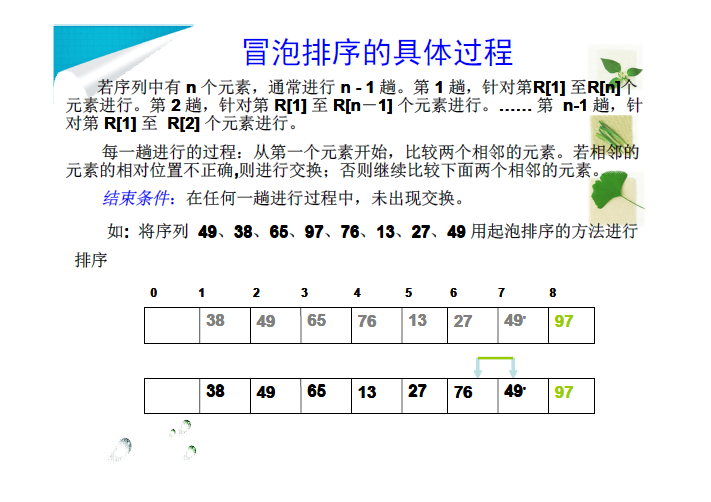 冒泡排序的具体过程
若序列中有 n 个元素，通常进行 n - 1 趟。第 1 趟，针对第R[1] 至R[n]个
元素进行。第 2 趟，针对第 R[1] 至 R[n－1] 个元素进行。…… 第 n-1 趟，针
对第 R[1] 至 R[2] 个元素进行。
每一趟进行的过程：从第一个元素开始，比较两个相邻的元素。若相邻的
元素的相对位置不正确,则进行交换；否则继续比较下面两个相邻的元素。
结束条件：在任何一趟进行过程中，未出现交换。
如: 将序列 49、38、65、97、76、13、27、49 用起泡排序的方法进行
排序
0 1 2 3 4 5 6 7 8
38 49 65 76 13 27 49· 97
38 49 65 13 27 76 49· 97